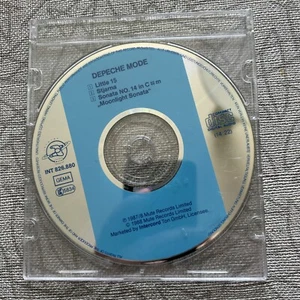 DEPECHE MODE
Little 15
Stjarna
Sonata NO. 14 in C # m
"Moonlight Sonata"
INT 826.880
GEMA
℗ 1987/8 Mute Records Limited
© 1988 Mute Records Limited
Marketed by Intercord Ton GmbH,